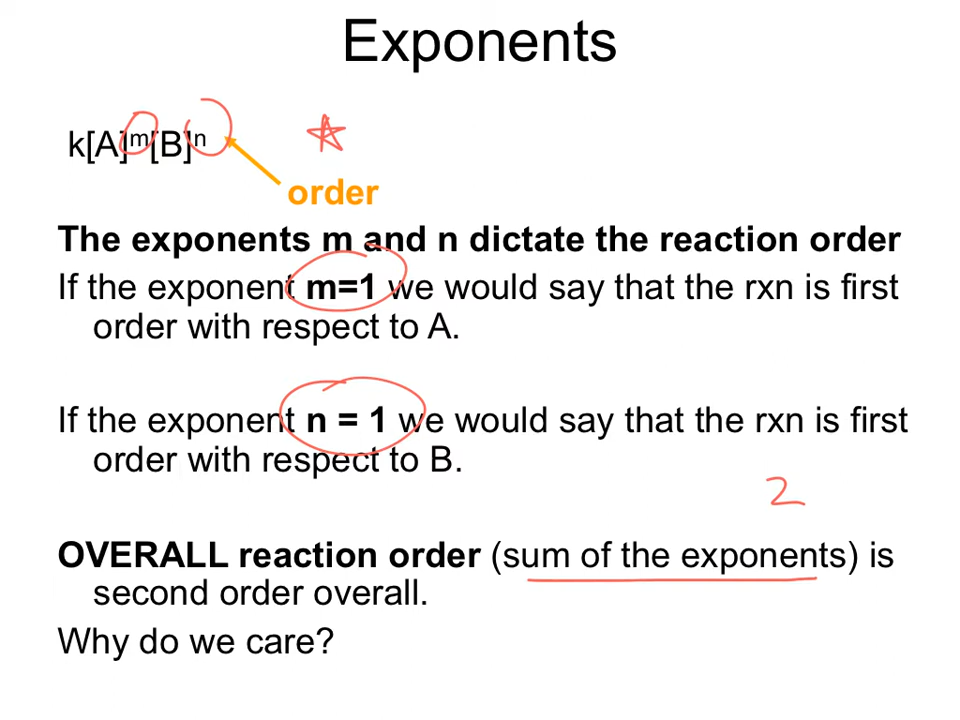 Exponents
k[A]ᵐ[B]ⁿ
order
The exponents m and n dictate the reaction order
If the exponent m=1 we would say that the rxn is first
order with respect to A.
If the exponent n = 1 we would say that the rxn is first
order with respect to B.
2
OVERALL reaction order (sum of the exponents) is
second order overall.
Why do we care?